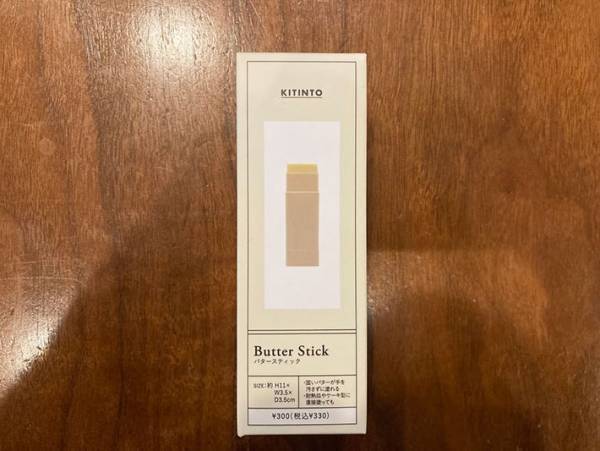 KITINTO
Butter Stick
バタースティック
SIZE：約 H11×
W3.5×
D3.5cm
・固いバターが手を
汚さずに塗れる
・耐熱皿やケーキ型に
直接塗っても
¥300(税込¥330)